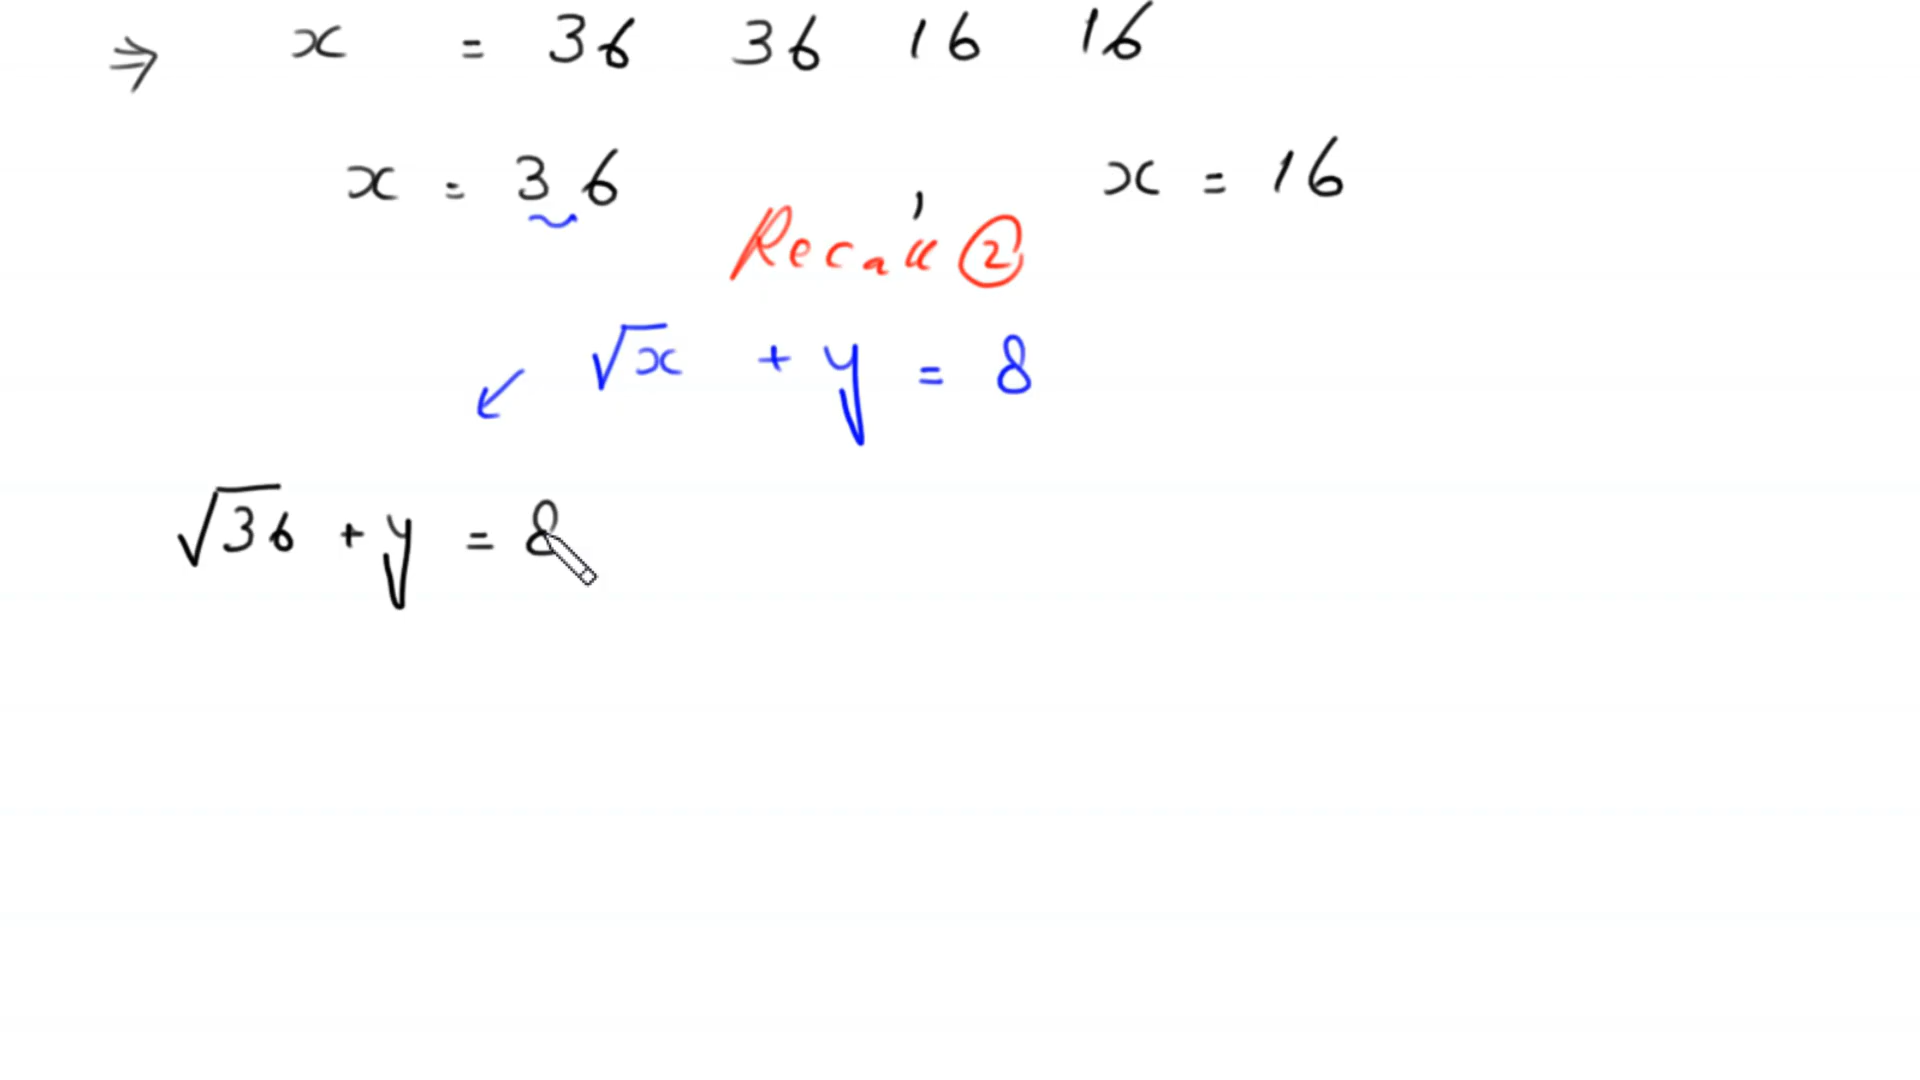 ⇒ x = 36 36 16 16
x = 36 , x = 16
Recall ②
√x + y = 8
√36 + y = 8